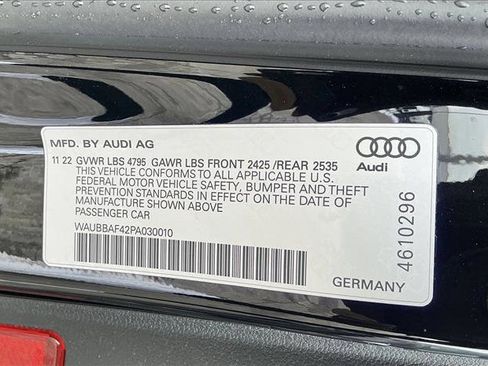 MFD. BY AUDI AG
11 22 GVWR LBS 4795 GAWR LBS FRONT 2425 /REAR 2535
THIS VEHICLE CONFORMS TO ALL APPLICABLE U.S.
FEDERAL MOTOR VEHICLE SAFETY, BUMPER AND THEFT
PREVENTION STANDARDS IN EFFECT ON THE DATE OF
MANUFACTURE SHOWN ABOVE
PASSENGER CAR
WAUBBAF42PA030010
Audi
4610296
GERMANY